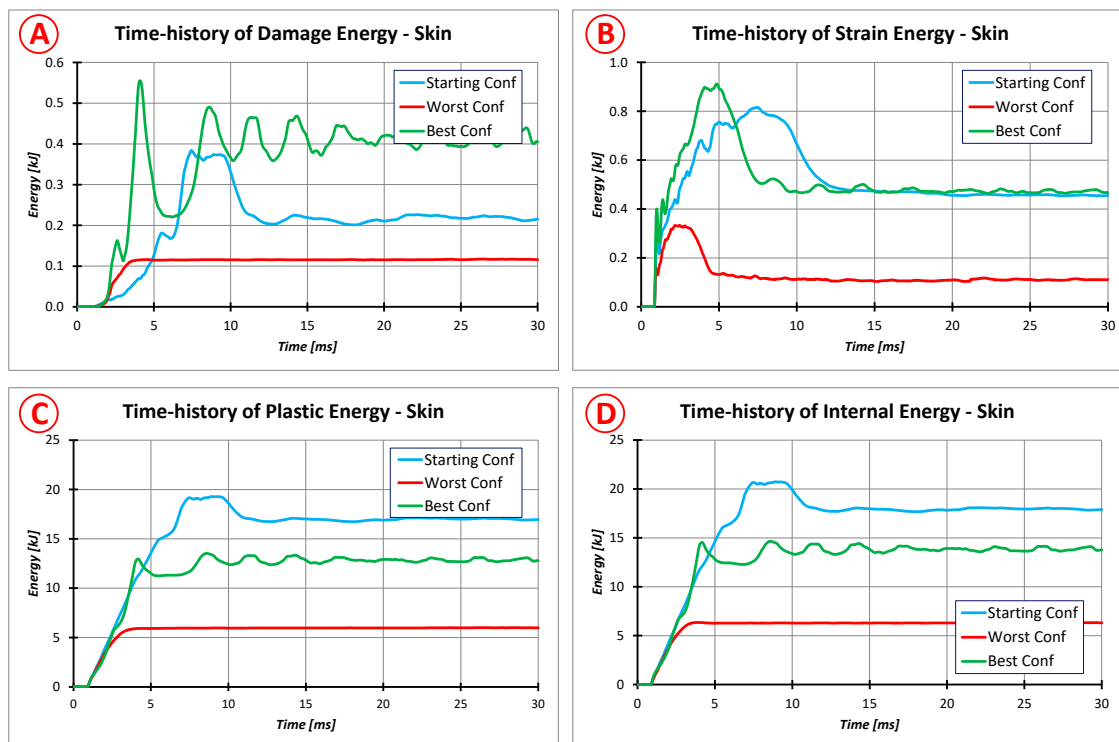 A
Time-history of Damage Energy - Skin
Energy [kJ]
0.6
0.5
0.4
0.3
0.2
0.1
0.0
Starting Conf
Worst Conf
Best Conf
0 5 10 15 20 25 30
Time [ms]
B
Time-history of Strain Energy - Skin
Energy [kJ]
1.0
0.8
0.6
0.4
0.2
0.0
Starting Conf
Worst Conf
Best Conf
0 5 10 15 20 25 30
Time [ms]
C
Time-history of Plastic Energy - Skin
Energy [kJ]
25
20
15
10
5
0
Starting Conf
Worst Conf
Best Conf
0 5 10 15 20 25 30
Time [ms]
D
Time-history of Internal Energy - Skin
Energy [kJ]
25
20
15
10
5
0
Starting Conf
Worst Conf
Best Conf
0 5 10 15 20 25 30
Time [ms]